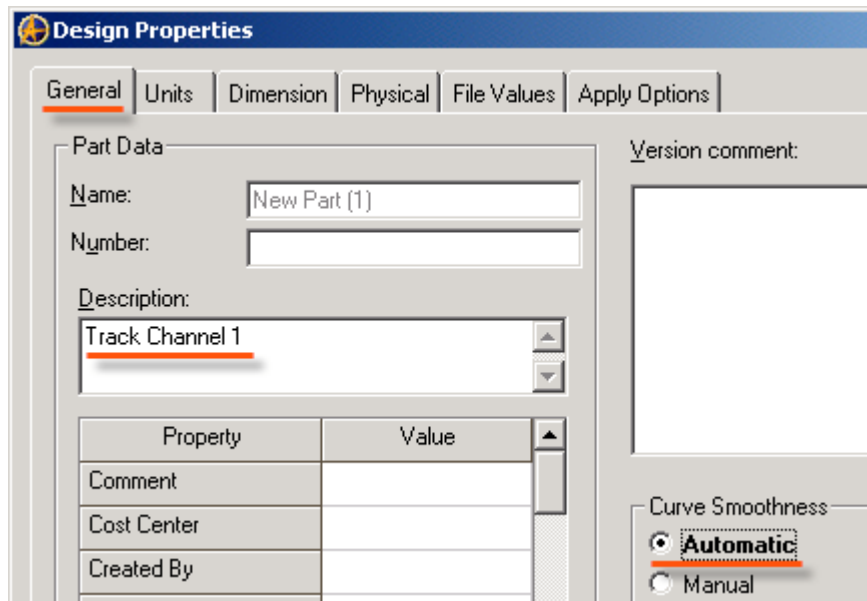 Design Properties
General Units Dimension Physical File Values Apply Options
Part Data
Name: New Part (1)
Number:
Description:
Track Channel 1
Property Value
Comment
Cost Center
Created By
Version comment:
Curve Smoothness
Automatic
Manual